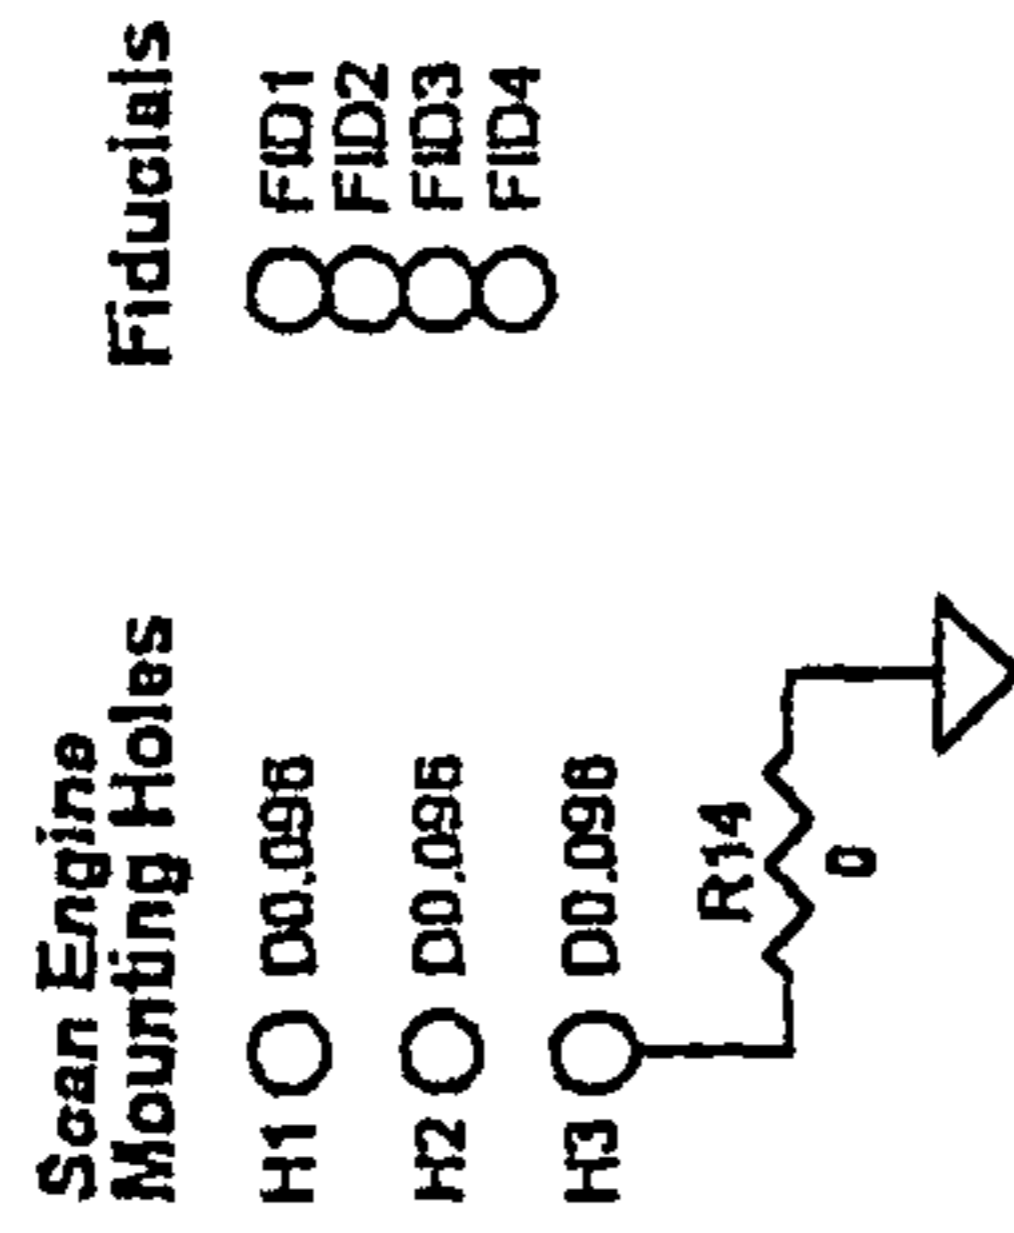 Scan Engine
Mounting Holes
H1 D0.096
H2 D0.096
H3 D0.096
R14
0
Fiducials
FID1
FID2
FID3
FID4